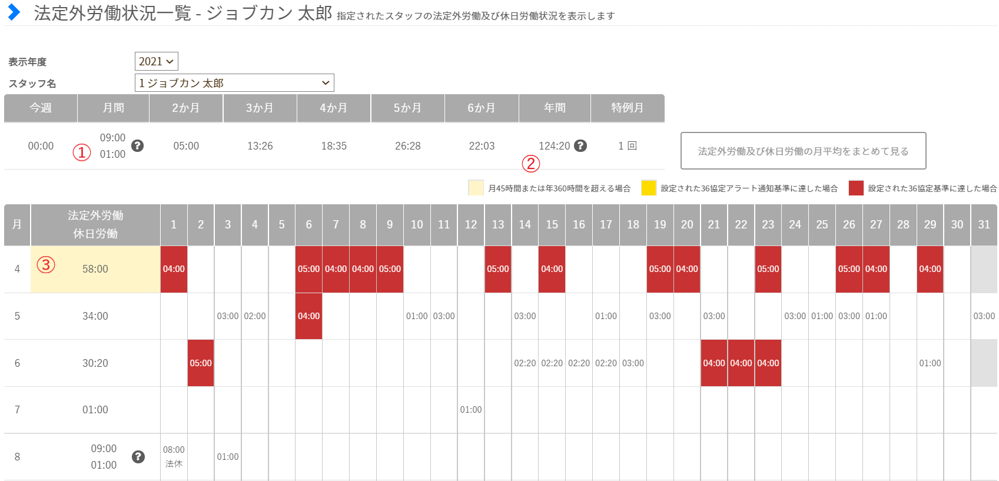 法定外労働状況一覧 - ジョブカン 太郎 指定されたスタッフの法定外労働及び休日労働状況を表示します
表示年度 2021
スタッフ名 1 ジョブカン 太郎
今週 月間 2か月 3か月 4か月 5か月 6か月 年間 特例月
00:00 ① 09:00 01:00 ? 05:00 13:26 18:35 26:28 22:03 124:20 ? ② 1 回
法定外労働及び休日労働の月平均をまとめて見る
月45時間または年360時間を超える場合 設定された36協定アラート通知基準に達した場合 設定された36協定基準に達した場合
月 法定外労働 休日労働 1 2 3 4 5 6 7 8 9 10 11 12 13 14 15 16 17 18 19 20 21 22 23 24 25 26 27 28 29 30 31
4 ③ 58:00 04:00 05:00 04:00 04:00 05:00 05:00 04:00 05:00 04:00 05:00 05:00 04:00 04:00
5 34:00 03:00 02:00 04:00 01:00 03:00 03:00 01:00 03:00 03:00 03:00 01:00 03:00 01:00 03:00
6 30:20 05:00 02:20 02:20 02:20 02:20 03:00 04:00 04:00 04:00 01:00
7 01:00 01:00
8 09:00 01:00 ? 08:00 法休 01:00